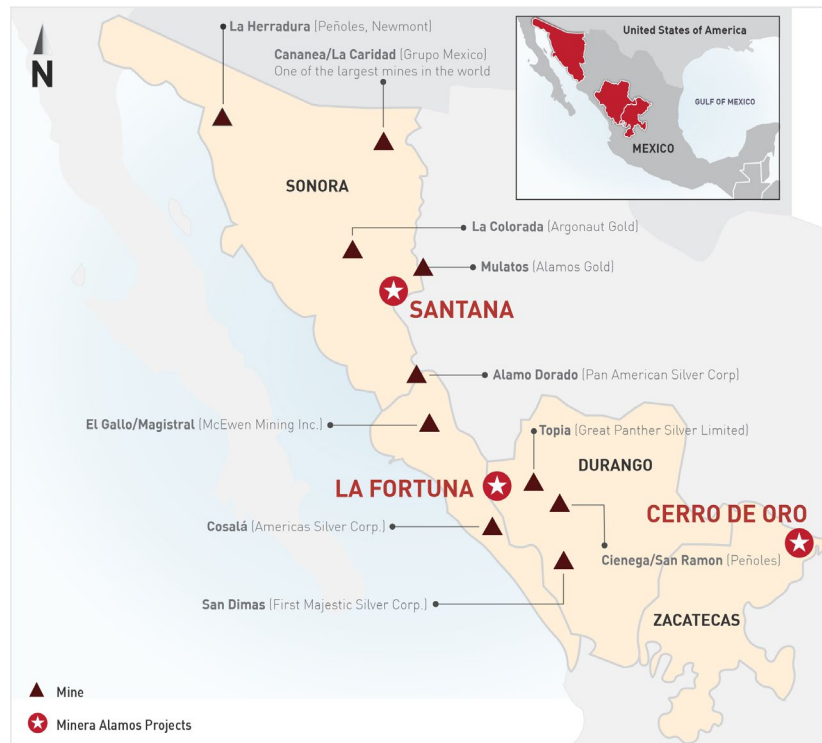 N
La Herradura (Peñoles, Newmont)
Cananea/La Caridad (Grupo Mexico)
One of the largest mines in the world
United States of America
GULF OF MEXICO
MEXICO
SONORA
La Colorada (Argonaut Gold)
Mulatos (Alamos Gold)
SANTANA
Alamo Dorado (Pan American Silver Corp)
El Gallo/Magistral (McEwen Mining Inc.)
Topia (Great Panther Silver Limited)
DURANGO
LA FORTUNA
CERRO DE ORO
Cosalá (Americas Silver Corp.)
Cienega/San Ramon (Peñoles)
San Dimas (First Majestic Silver Corp.)
ZACATECAS
Mine
Minera Alamos Projects